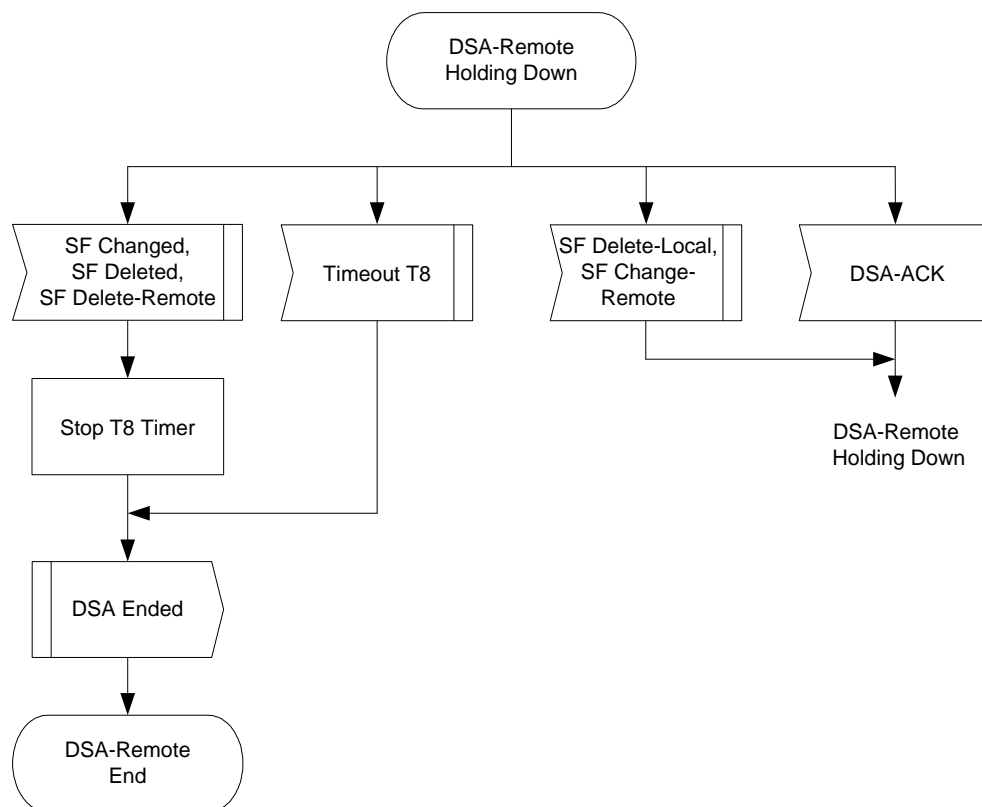 DSA-Remote
Holding Down
SF Changed,
SF Deleted,
SF Delete-Remote
Timeout T8
SF Delete-Local,
SF Change-
Remote
DSA-ACK
Stop T8 Timer
DSA-Remote
Holding Down
DSA Ended
DSA-Remote
End